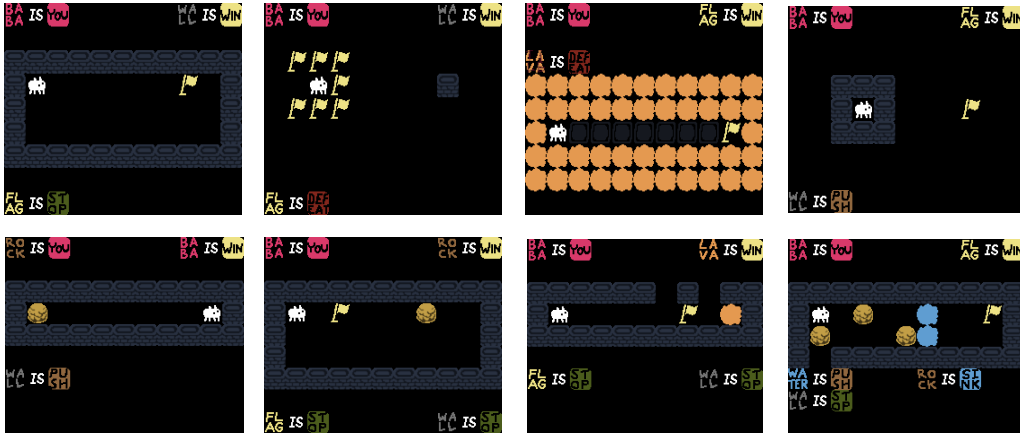 BABA IS YOU WALL IS WIN
FLAG IS STOP
BABA IS YOU WALL IS WIN
FLAG IS DEFEAT
BABA IS YOU FLAG IS WIN
LAVA IS DEFEAT
BABA IS YOU FLAG IS WIN
WALL IS PUSH
ROCK IS YOU BABA IS WIN
WALL IS PUSH
BABA IS YOU ROCK IS WIN
FLAG IS STOP WALL IS STOP
BABA IS YOU LAVA IS WIN
FLAG IS STOP WALL IS STOP
BABA IS YOU FLAG IS WIN
WATER IS PUSH ROCK IS SINK
WALL IS STOP